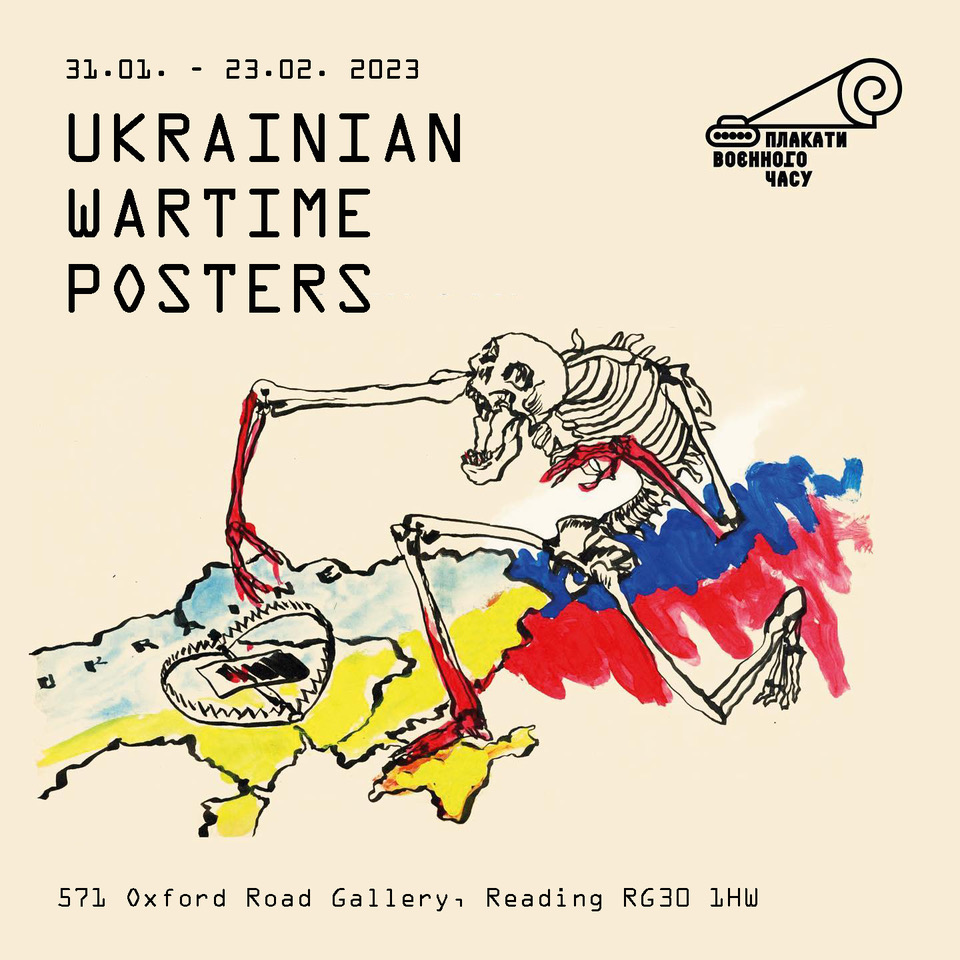 31.01. - 23.02. 2023
UKRAINIAN
WARTIME
POSTERS
ПЛАКАТИ
ВОЄННОГО
ЧАСУ
571 Oxford Road Gallery, Reading RG30 1HW